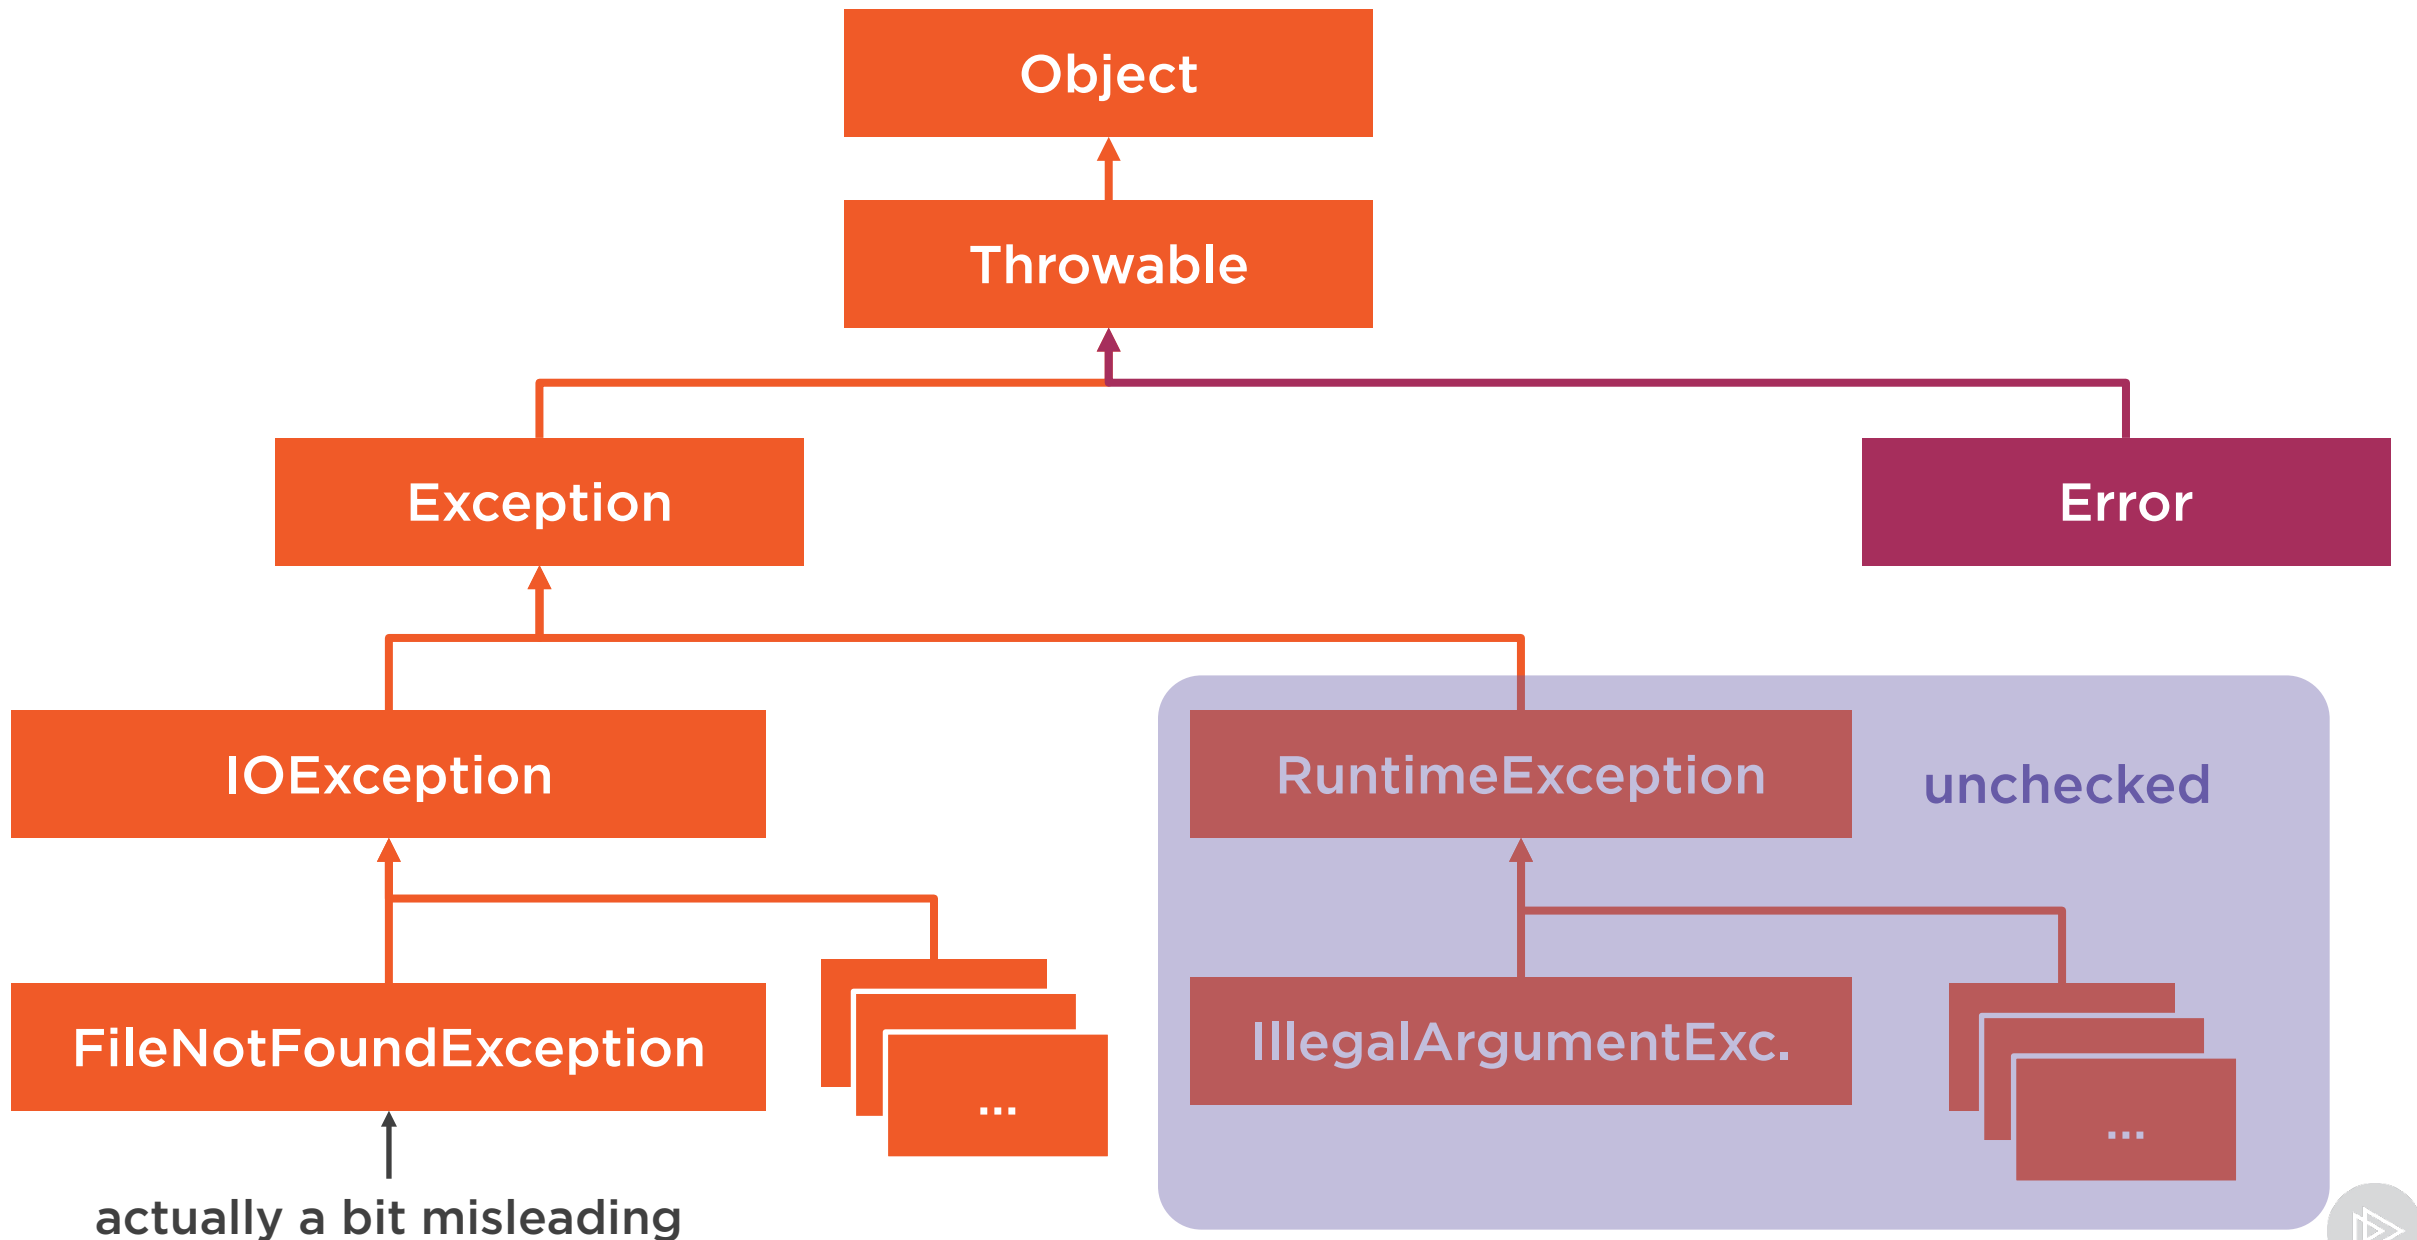 Object
Throwable
Exception
Error
IOException
RuntimeException
unchecked
FileNotFoundException
...
IllegalArgumentExc.
...
actually a bit misleading